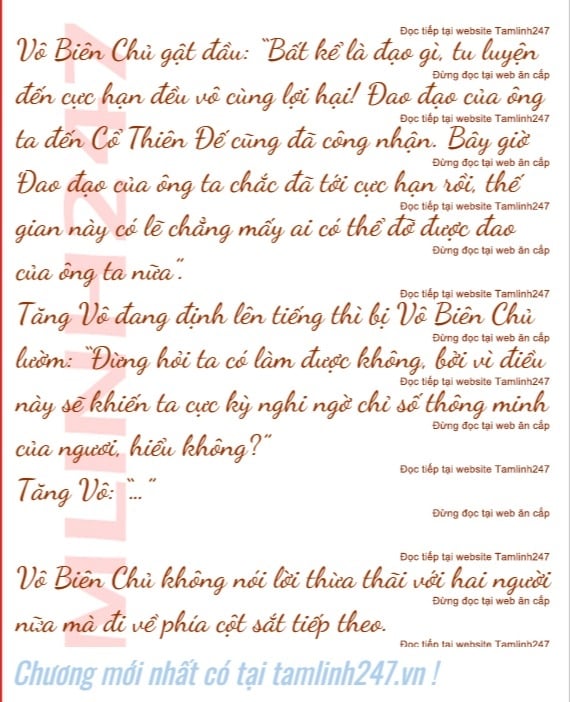 Đọc tiếp tại website Tamlinh247
Vô Biên Chủ gật đầu: “Bất kể là đạo gì, tu luyện
Đừng đọc tại web ăn cắp
đến cực hạn đều vô cùng lợi hại! Đao đạo của ông
Đọc tiếp tại website Tamlinh247
ta đến Cổ Thiên Đế cũng đã công nhận. Bây giờ
Đừng đọc tại web ăn cắp
Đao đạo của ông ta chắc đã tới cực hạn rồi, thế
Đọc tiếp tại website Tamlinh247
gian này có lẽ chẳng mấy ai có thể đỡ được đao
Đừng đọc tại web ăn cắp
của ông ta nữa”.
Đọc tiếp tại website Tamlinh247
Tăng Vô đang định lên tiếng thì bị Vô Biên Chủ
Đừng đọc tại web ăn cắp
lườm: “Đừng hỏi ta có làm được không, bởi vì điều
Đọc tiếp tại website Tamlinh247
này sẽ khiến ta cực kỳ nghi ngờ chỉ số thông minh
Đừng đọc tại web ăn cắp
của ngươi, hiểu không?”
Đọc tiếp tại website Tamlinh247
Tăng Vô: “...”
Đừng đọc tại web ăn cắp
Đọc tiếp tại website Tamlinh247
Vô Biên Chủ không nói lời thừa thãi với hai người
Đừng đọc tại web ăn cắp
nữa mà đi về phía cột sắt tiếp theo.
Đọc tiếp tại website Tamlinh247
MLINH247
Chương mới nhất có tại tamlinh247.vn !